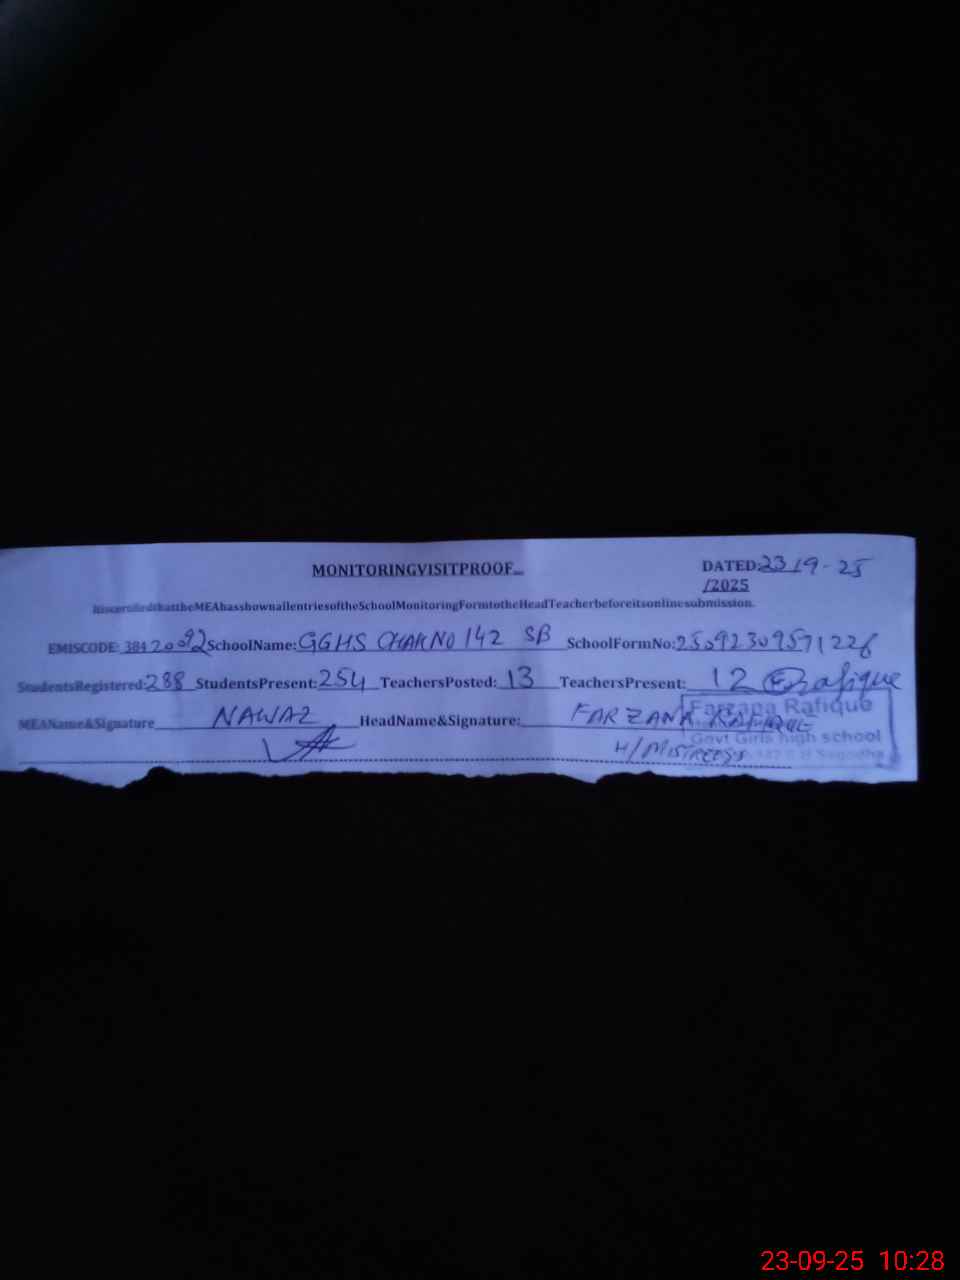 MONITORINGVISITPROOF
DATED:23/9-25
/2025
ItiscertifiedthattheMEAhasshownallentriesoftheSchoolMonitoringFormtotheHeadTeacherbeforeitsonlinesubmission.
EMISCODE: 38420092 SchoolName: GGHS CHAK NO 142 SB SchoolFormNo: 25092309571226
StudentsRegistered: 288 StudentsPresent: 254 TeachersPosted: 13 TeachersPresent: 12 Rafique
MEAName&Signature NAWAZ HeadName&Signature: FARZANA RAFIQUE
H/MISTRESS
Farzana Rafique
Govt Girls high school
23-09-25 10:28